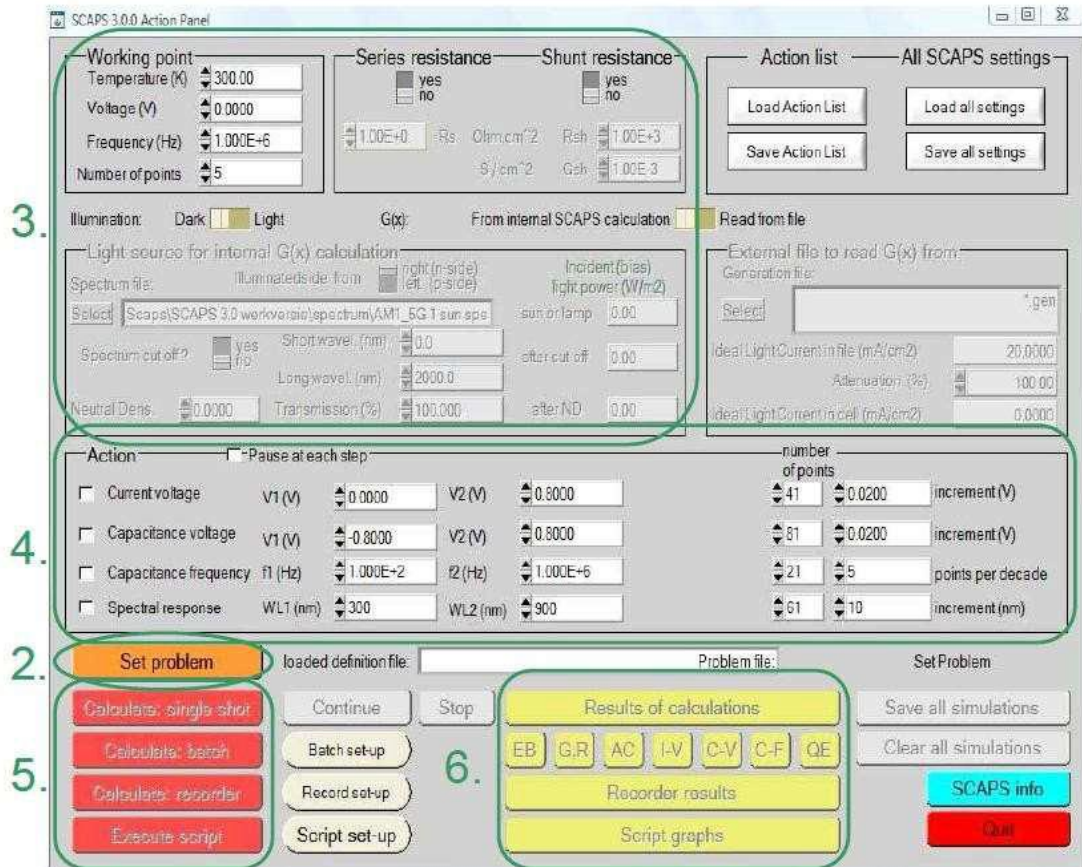 SCAPS 3.0.0 Action Panel
Working point
Temperature (K) 300.00
Voltage (V) 0.0000
Frequency (Hz) 1.000E+6
Number of points 5
Series resistance
yes
no
Shunt resistance
yes
no
1.00E+0 Rs Ohm.cm^2 Rsh 1.00E+3
S/cm^2 Gsh 1.00E-3
Action list
Load Action List
Save Action List
All SCAPS settings
Load all settings
Save all settings
3.
Illumination: Dark Light G(x): From internal SCAPS calculation Read from file
Light source for internal G(x) calculation
Spectrum file: Illuminatedside from right (n-side)
left. (p-side)
Incident (bias)
light power (W/m2)
Select Scaps\SCAPS 3.0 werkversie\spectrum\AM1_5G 1 sun.spe sun or lamp 0.00
Spectrum cut off? yes
no
Short wavel. (nm) 0.0 after cut off 0.00
Long wavel. (nm) 2000.0
Neutral Dens. 0.0000 Transmission (%) 100.000 after ND 0.00
External file to read G(x) from
Generation file:
Select *.gen
Ideal Light Current in file (mA/cm2) 20.0000
Attenuation (%) 100.00
Ideal Light Current in cell (mA/cm2) 0.0000
4.
Action Pause at each step number
of points
Current voltage V1 (V) 0.0000 V2 (V) 0.8000 41 0.0200 increment (V)
Capacitance voltage V1 (V) -0.8000 V2 (V) 0.8000 81 0.0200 increment (V)
Capacitance frequency f1 (Hz) 1.000E+2 f2 (Hz) 1.000E+6 21 5 points per decade
Spectral response WL1 (nm) 300 WL2 (nm) 900 61 10 increment (nm)
2.
Set problem loaded definition file: Problem file: Set Problem
5.
Calculate: single shot
Calculate: batch
Calculate: recorder
Execute script
Continue
Stop
Batch set-up
Record set-up
Script set-up
6.
Results of calculations
EB G,R AC I-V C-V C-F QE
Recorder results
Script graphs
Save all simulations
Clear all simulations
SCAPS info
Quit